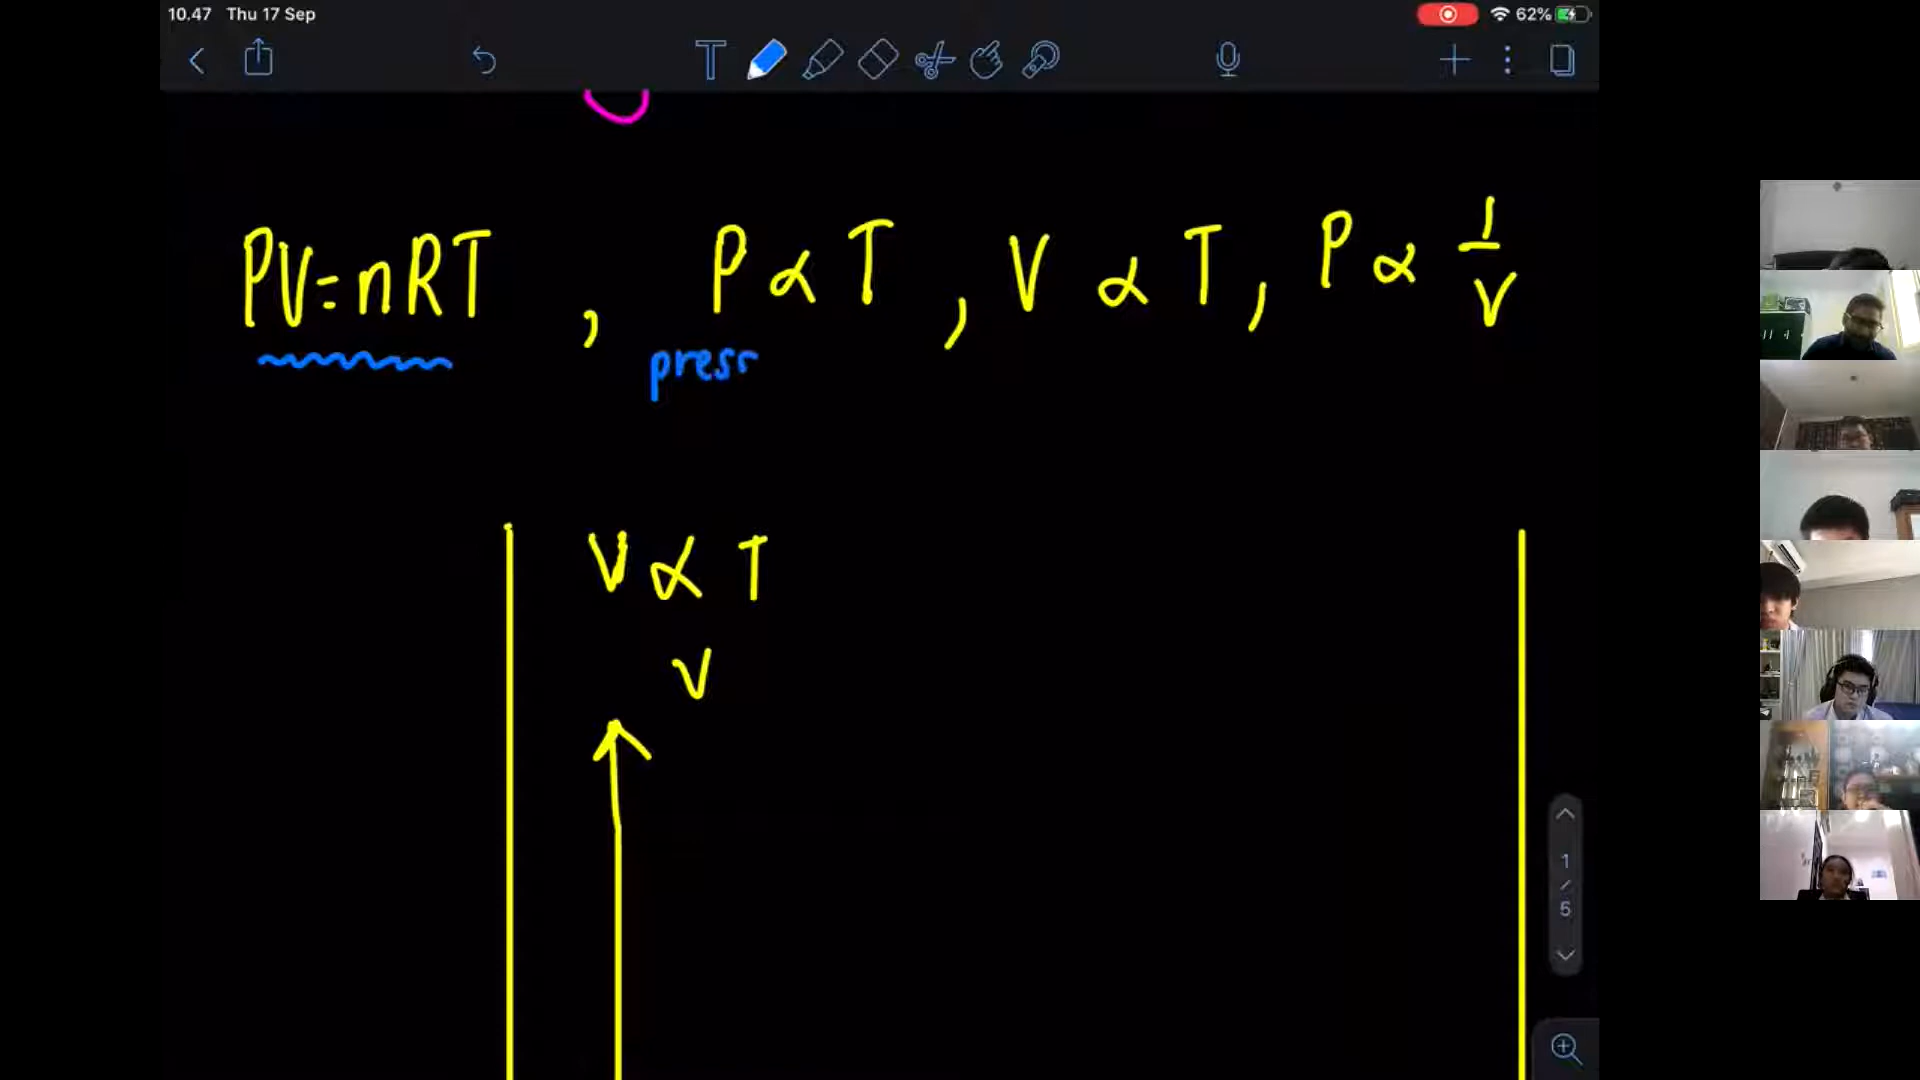 10.47 Thu 17 Sep 62%
T
PV=nRT , P ∝ T , V ∝ T , P ∝ 1/V
press
V ∝ T
V
1
/
5